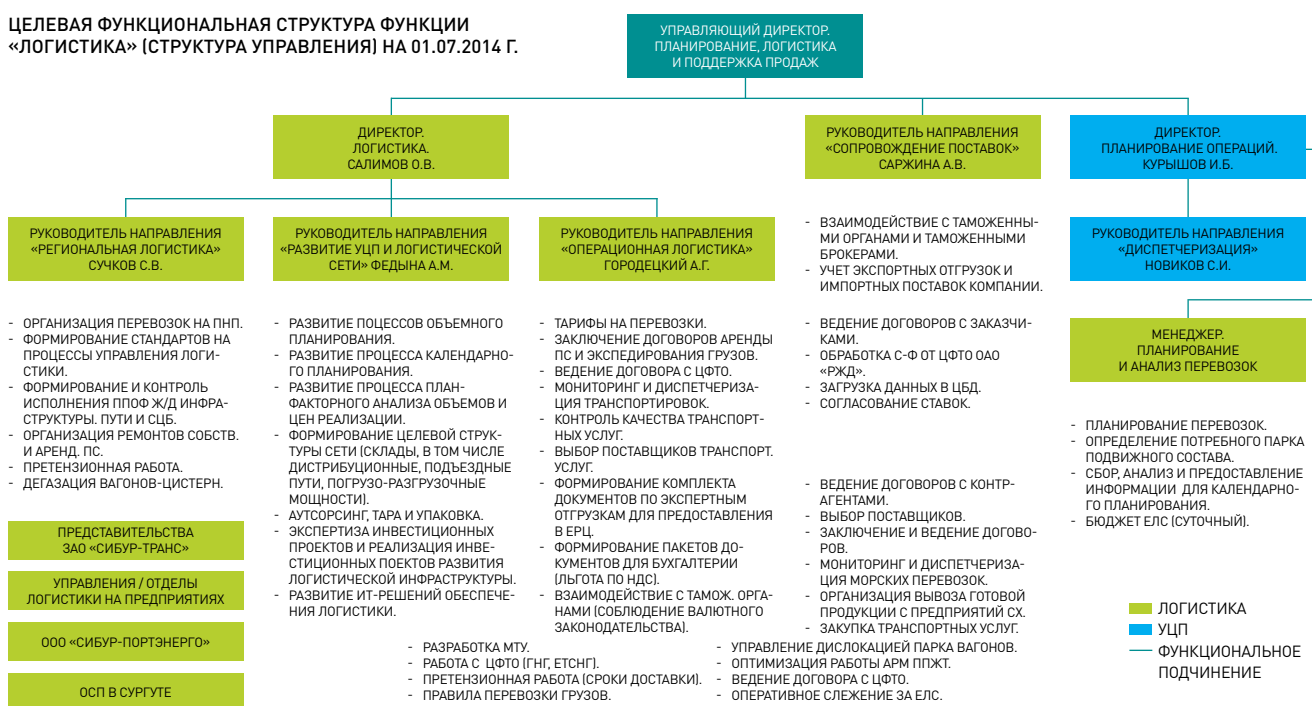 ЦЕЛЕВАЯ ФУНКЦИОНАЛЬНАЯ СТРУКТУРА ФУНКЦИИ
«ЛОГИСТИКА» (СТРУКТУРА УПРАВЛЕНИЯ) НА 01.07.2014 Г.
УПРАВЛЯЮЩИЙ ДИРЕКТОР.
ПЛАНИРОВАНИЕ, ЛОГИСТИКА
И ПОДДЕРЖКА ПРОДАЖ
ДИРЕКТОР.
ЛОГИСТИКА.
САЛИМОВ О.В.
РУКОВОДИТЕЛЬ НАПРАВЛЕНИЯ
«СОПРОВОЖДЕНИЕ ПОСТАВОК»
САРЖИНА А.В.
ДИРЕКТОР.
ПЛАНИРОВАНИЕ ОПЕРАЦИЙ.
КУРЫШОВ И.Б.
РУКОВОДИТЕЛЬ НАПРАВЛЕНИЯ
«РЕГИОНАЛЬНАЯ ЛОГИСТИКА»
СУЧКОВ С.В.
РУКОВОДИТЕЛЬ НАПРАВЛЕНИЯ
«РАЗВИТИЕ УЦП И ЛОГИСТИЧЕСКОЙ
СЕТИ» ФЕДЫНА А.М.
РУКОВОДИТЕЛЬ НАПРАВЛЕНИЯ
«ОПЕРАЦИОННАЯ ЛОГИСТИКА»
ГОРОДЕЦКИЙ А.Г.
РУКОВОДИТЕЛЬ НАПРАВЛЕНИЯ
«ДИСПЕТЧЕРИЗАЦИЯ»
НОВИКОВ С.И.
- ОРГАНИЗАЦИЯ ПЕРЕВОЗОК НА ПНП.
- ФОРМИРОВАНИЕ СТАНДАРТОВ НА
ПРОЦЕССЫ УПРАВЛЕНИЯ ЛОГИ-
СТИКИ.
- ФОРМИРОВАНИЕ И КОНТРОЛЬ
ИСПОЛНЕНИЯ ППОФ Ж/Д ИНФРА-
СТРУКТУРЫ. ПУТИ И СЦБ.
- ОРГАНИЗАЦИЯ РЕМОНТОВ СОБСТВ.
И АРЕНД. ПС.
- ПРЕТЕНЗИОННАЯ РАБОТА.
- ДЕГАЗАЦИЯ ВАГОНОВ-ЦИСТЕРН.
ПРЕДСТАВИТЕЛЬСТВА
ЗАО «СИБУР-ТРАНС»
УПРАВЛЕНИЯ / ОТДЕЛЫ
ЛОГИСТИКИ НА ПРЕДПРИЯТИЯХ
ООО «СИБУР-ПОРТЭНЕРГО»
ОСП В СУРГУТЕ
- РАЗВИТИЕ ПОЦЕССОВ ОБЪЕМНОГО
ПЛАНИРОВАНИЯ.
- РАЗВИТИЕ ПРОЦЕССА КАЛЕНДАРНО-
ГО ПЛАНИРОВАНИЯ.
- РАЗВИТИЕ ПРОЦЕССА ПЛАН-
ФАКТОРНОГО АНАЛИЗА ОБЪЕМОВ И
ЦЕН РЕАЛИЗАЦИИ.
- ФОРМИРОВАНИЕ ЦЕЛЕВОЙ СТРУК-
ТУРЫ СЕТИ (СКЛАДЫ, В ТОМ ЧИСЛЕ
ДИСТРИБУЦИОННЫЕ, ПОДЪЕЗДНЫЕ
ПУТИ, ПОГРУЗО-РАЗГРУЗОЧНЫЕ
МОЩНОСТИ).
- АУТСОРСИНГ, ТАРА И УПАКОВКА.
- ЭКСПЕРТИЗА ИНВЕСТИЦИОННЫХ
ПРОЕКТОВ И РЕАЛИЗАЦИЯ ИНВЕ-
СТИЦИОННЫХ ПОЕКТОВ РАЗВИТИЯ
ЛОГИСТИЧЕСКОЙ ИНФРАСТРУКТУРЫ.
- РАЗВИТИЕ ИТ-РЕШЕНИЙ ОБЕСПЕЧЕ-
НИЯ ЛОГИСТИКИ.
- ТАРИФЫ НА ПЕРЕВОЗКИ.
- ЗАКЛЮЧЕНИЕ ДОГОВОРОВ АРЕНДЫ
ПС И ЭКСПЕДИРОВАНИЯ ГРУЗОВ.
- ВЕДЕНИЕ ДОГОВОРА С ЦФТО.
- МОНИТОРИНГ И ДИСПЕТЧЕРИЗА-
ЦИЯ ТРАНСПОРТИРОВОК.
- КОНТРОЛЬ КАЧЕСТВА ТРАНСПОРТ-
НЫХ УСЛУГ.
- ВЫБОР ПОСТАВЩИКОВ ТРАНСПОРТ.
УСЛУГ.
- ФОРМИРОВАНИЕ КОМПЛЕКТА
ДОКУМЕНТОВ ПО ЭКСПЕРТНЫМ
ОТГРУЗКАМ ДЛЯ ПРЕДОСТАВЛЕНИЯ
В ЕРЦ.
- ФОРМИРОВАНИЕ ПАКЕТОВ ДО-
КУМЕНТОВ ДЛЯ БУХГАЛТЕРИИ
(ЛЬГОТА ПО НДС).
- ВЗАИМОДЕЙСТВИЕ С ТАМОЖ. ОРГА-
НАМИ (СОБЛЮДЕНИЕ ВАЛЮТНОГО
ЗАКОНОДАТЕЛЬСТВА).
- ВЗАИМОДЕЙСТВИЕ С ТАМОЖЕННЫ-
МИ ОРГАНАМИ И ТАМОЖЕННЫМИ
БРОКЕРАМИ.
- УЧЕТ ЭКСПОРТНЫХ ОТГРУЗОК И
ИМПОРТНЫХ ПОСТАВОК КОМПАНИИ.
- ВЕДЕНИЕ ДОГОВОРОВ С ЗАКАЗЧИ-
КАМИ.
- ОБРАБОТКА С-Ф ОТ ЦФТО ОАО
«РЖД».
- ЗАГРУЗКА ДАННЫХ В ЦБД.
- СОГЛАСОВАНИЕ СТАВОК.
- ВЕДЕНИЕ ДОГОВОРОВ С КОНТР-
АГЕНТАМИ.
- ВЫБОР ПОСТАВЩИКОВ.
- ЗАКЛЮЧЕНИЕ И ВЕДЕНИЕ ДОГОВО-
РОВ.
- МОНИТОРИНГ И ДИСПЕТЧЕРИЗА-
ЦИЯ МОРСКИХ ПЕРЕВОЗОК.
- ОРГАНИЗАЦИЯ ВЫВОЗА ГОТОВОЙ
ПРОДУКЦИИ С ПРЕДПРИЯТИЙ СХ.
- ЗАКУПКА ТРАНСПОРТНЫХ УСЛУГ.
МЕНЕДЖЕР.
ПЛАНИРОВАНИЕ
И АНАЛИЗ ПЕРЕВОЗОК
- ПЛАНИРОВАНИЕ ПЕРЕВОЗОК.
- ОПРЕДЕЛЕНИЕ ПОТРЕБНОГО ПАРКА
ПОДВИЖНОГО СОСТАВА.
- СБОР, АНАЛИЗ И ПРЕДОСТАВЛЕНИЕ
ИНФОРМАЦИИ ДЛЯ КАЛЕНДАРНО-
ГО ПЛАНИРОВАНИЯ.
- БЮДЖЕТ ЕЛС (СУТОЧНЫЙ).
- РАЗРАБОТКА МТУ.
- РАБОТА С ЦФТО (ГНГ, ЕТСНГ).
- ПРЕТЕНЗИОННАЯ РАБОТА (СРОКИ ДОСТАВКИ).
- ПРАВИЛА ПЕРЕВОЗКИ ГРУЗОВ.
- УПРАВЛЕНИЕ ДИСЛОКАЦИЕЙ ПАРКА ВАГОНОВ.
- ОПТИМИЗАЦИЯ РАБОТЫ АРМ ППЖТ.
- ВЕДЕНИЕ ДОГОВОРА С ЦФТО.
- ОПЕРАТИВНОЕ СЛЕЖЕНИЕ ЗА ЕЛС.
ЛОГИСТИКА
УЦП
ФУНКЦИОНАЛЬНОЕ
ПОДЧИНЕНИЕ